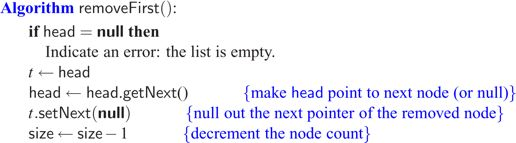 Algorithm removeFirst():
if head = null then
Indicate an error: the list is empty.
t ← head
head ← head.getNext() {make head point to next node (or null)}
t.setNext(null) {null out the next pointer of the removed node}
size ← size − 1 {decrement the node count}